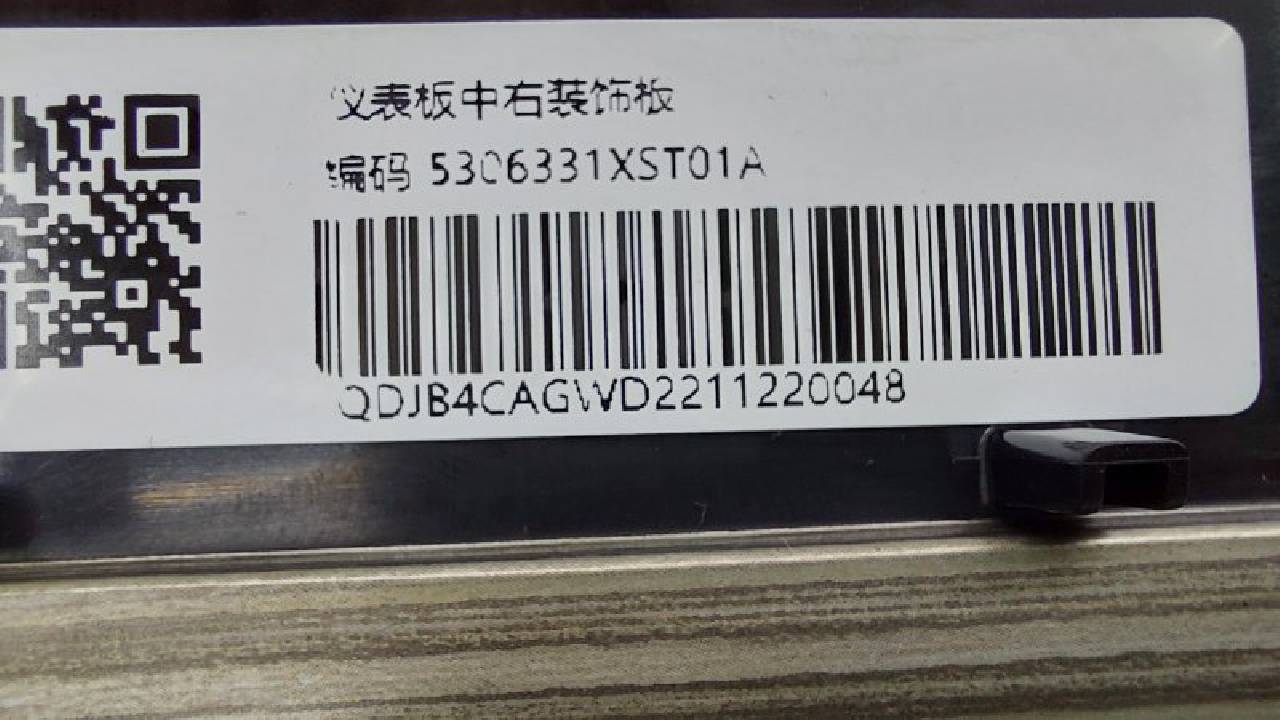 仪表板中右装饰板
编码 5306331XST01A
QDJB4CAGWD2211220048